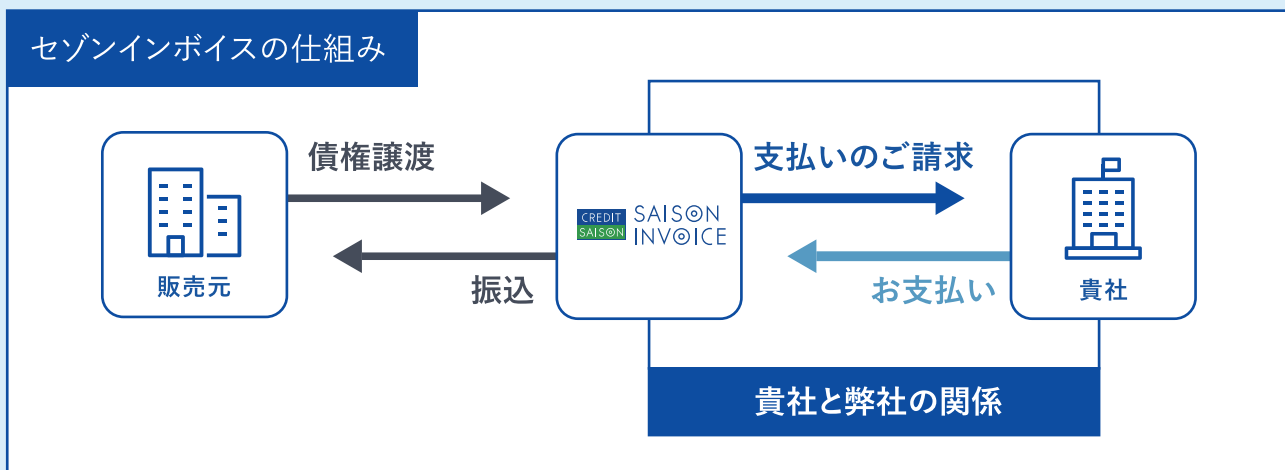 セゾンインボイスの仕組み
債権譲渡
支払いのご請求
CREDIT
SAISON
SAISON
INVOICE
販売元
振込
お支払い
貴社
貴社と弊社の関係